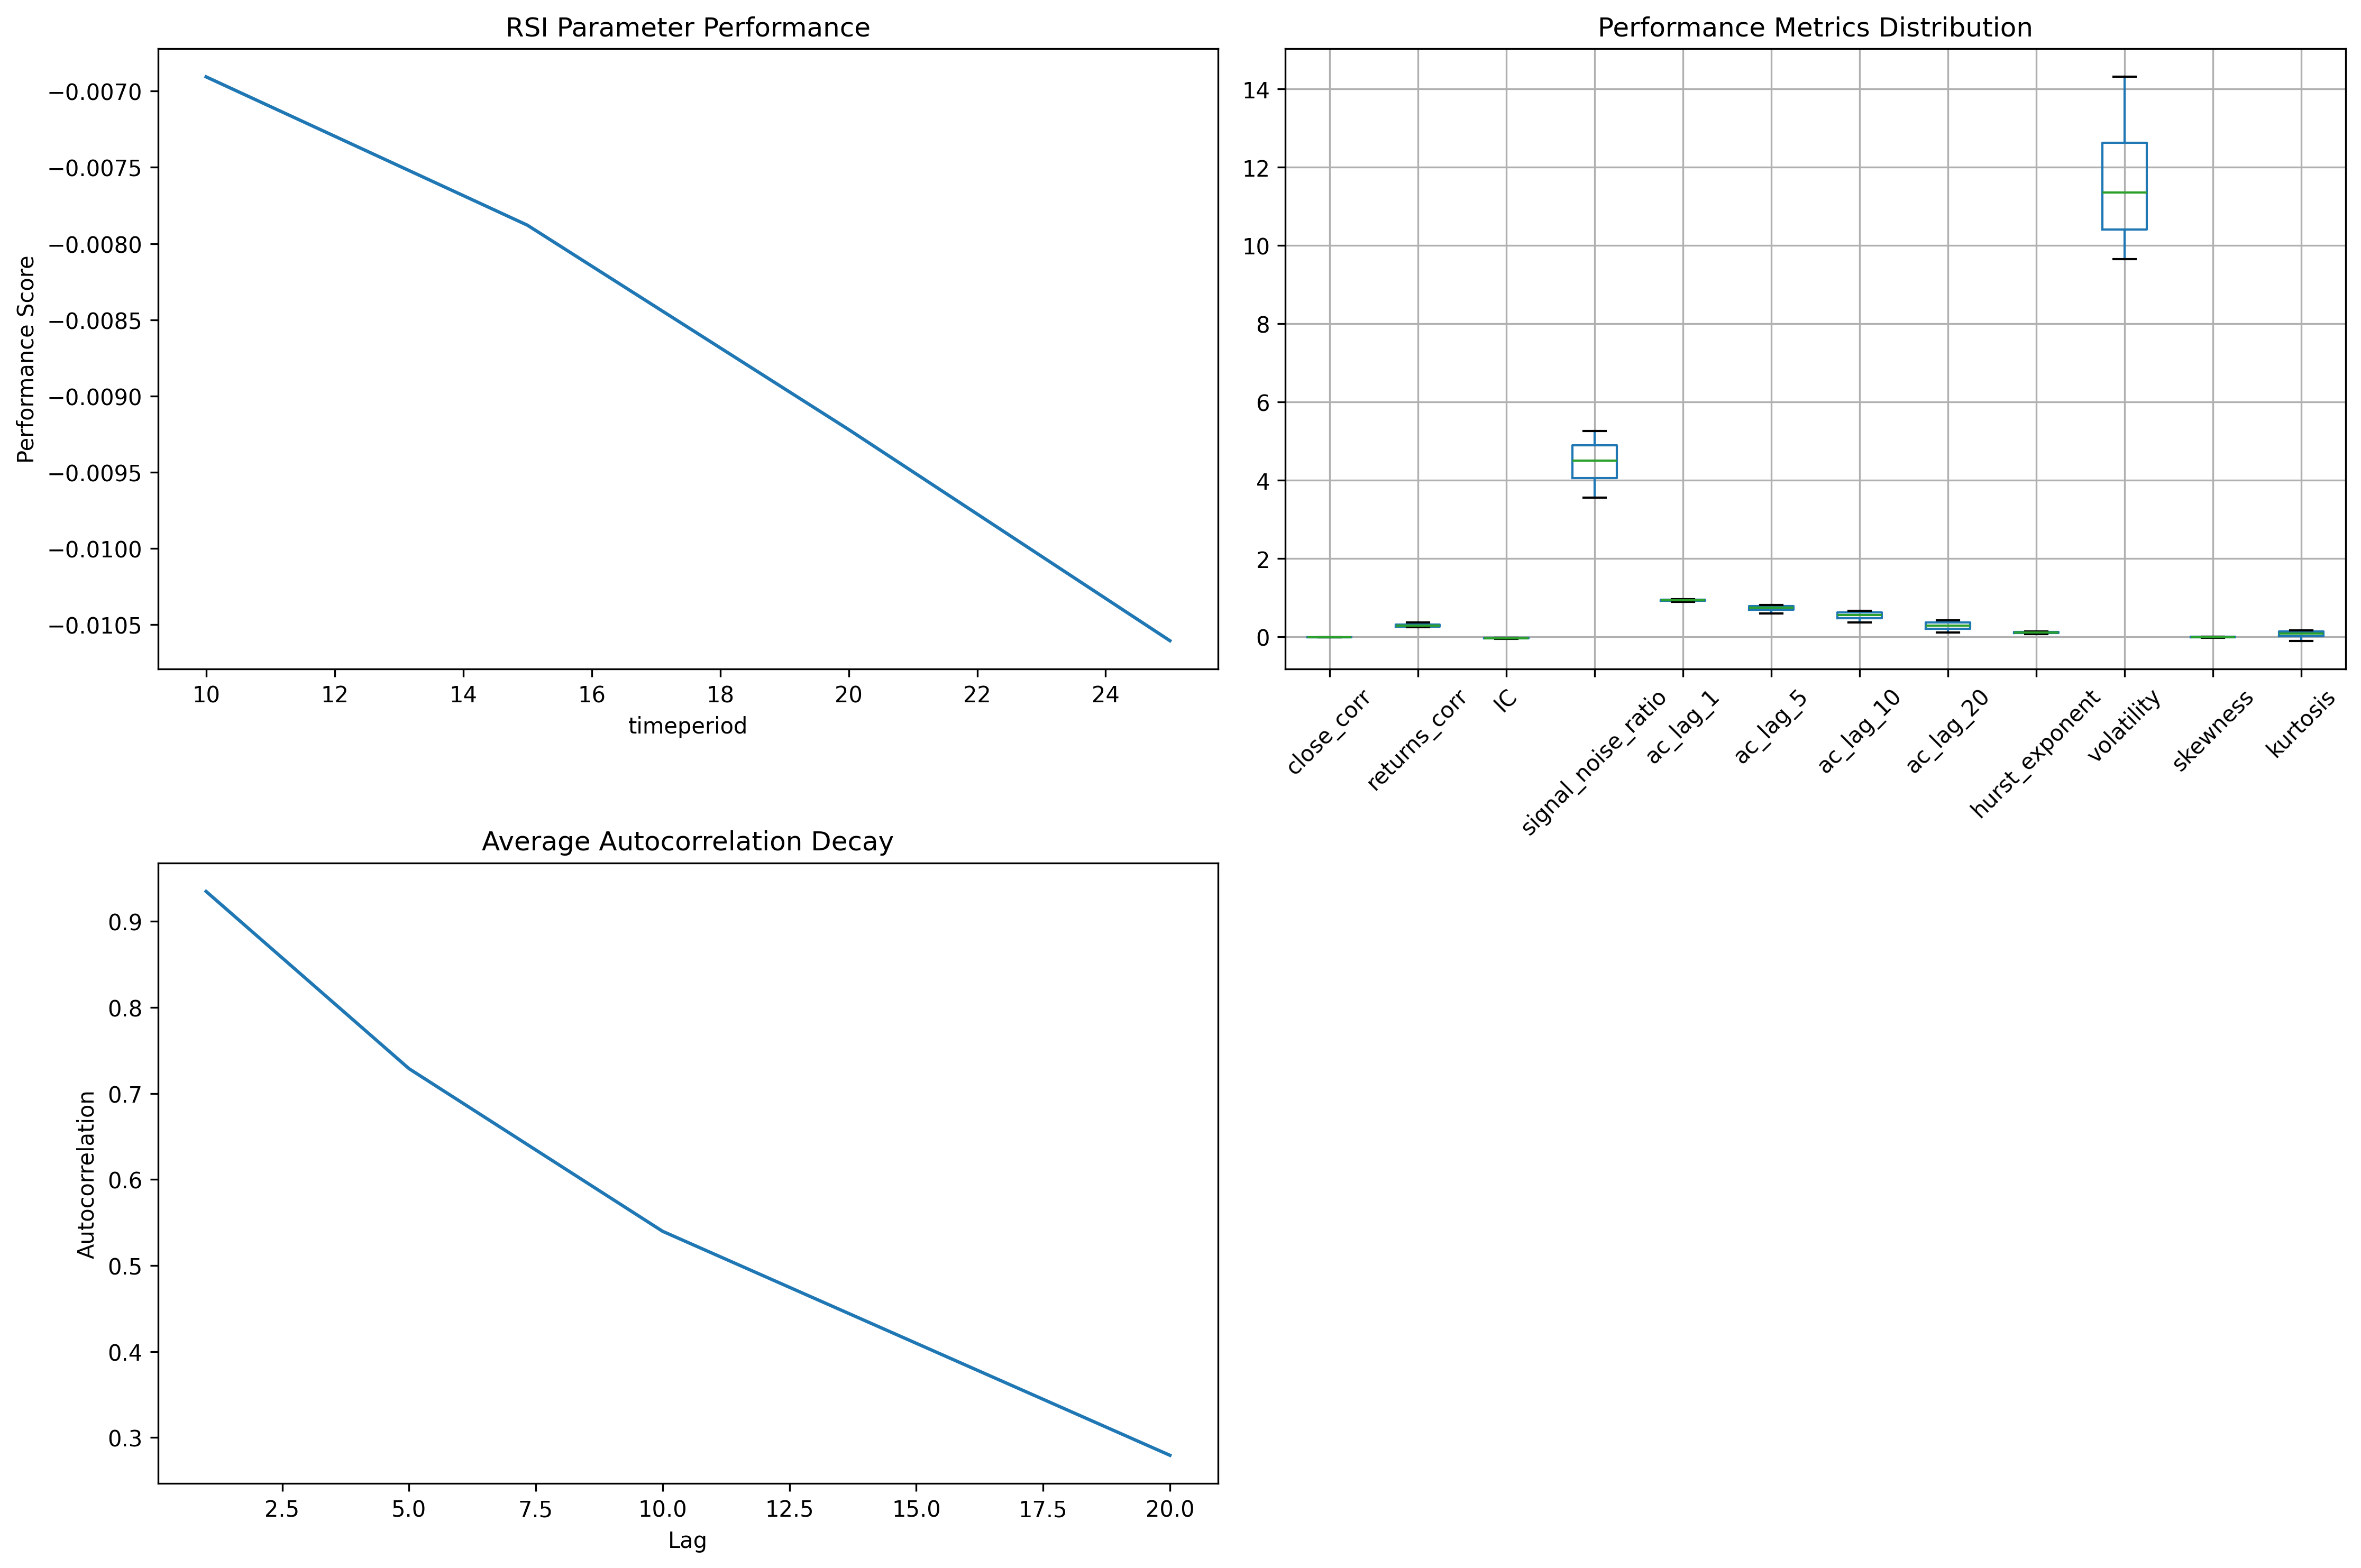 RSI Parameter Performance
−0.0070
−0.0075
−0.0080
−0.0085
−0.0090
−0.0095
−0.0100
−0.0105
Performance Score
10 12 14 16 18 20 22 24
timeperiod
Performance Metrics Distribution
14
12
10
8
6
4
2
0
close_corr
returns_corr
IC
signal_noise_ratio
ac_lag_1
ac_lag_5
ac_lag_10
ac_lag_20
hurst_exponent
volatility
skewness
kurtosis
Average Autocorrelation Decay
0.9
0.8
0.7
0.6
0.5
0.4
0.3
Autocorrelation
2.5 5.0 7.5 10.0 12.5 15.0 17.5 20.0
Lag